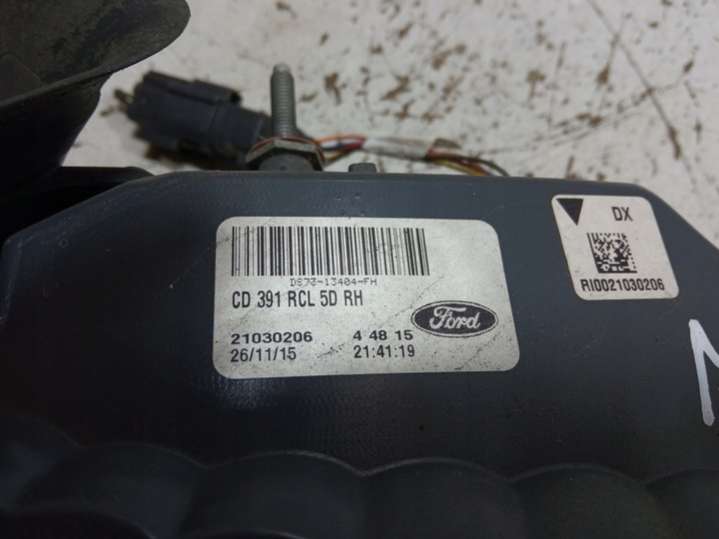 DS73-13404-FH
CD 391 RCL 5D RH
Ford
21030206 4 48 15
26/11/15 21:41:19
DX
RI0021030206